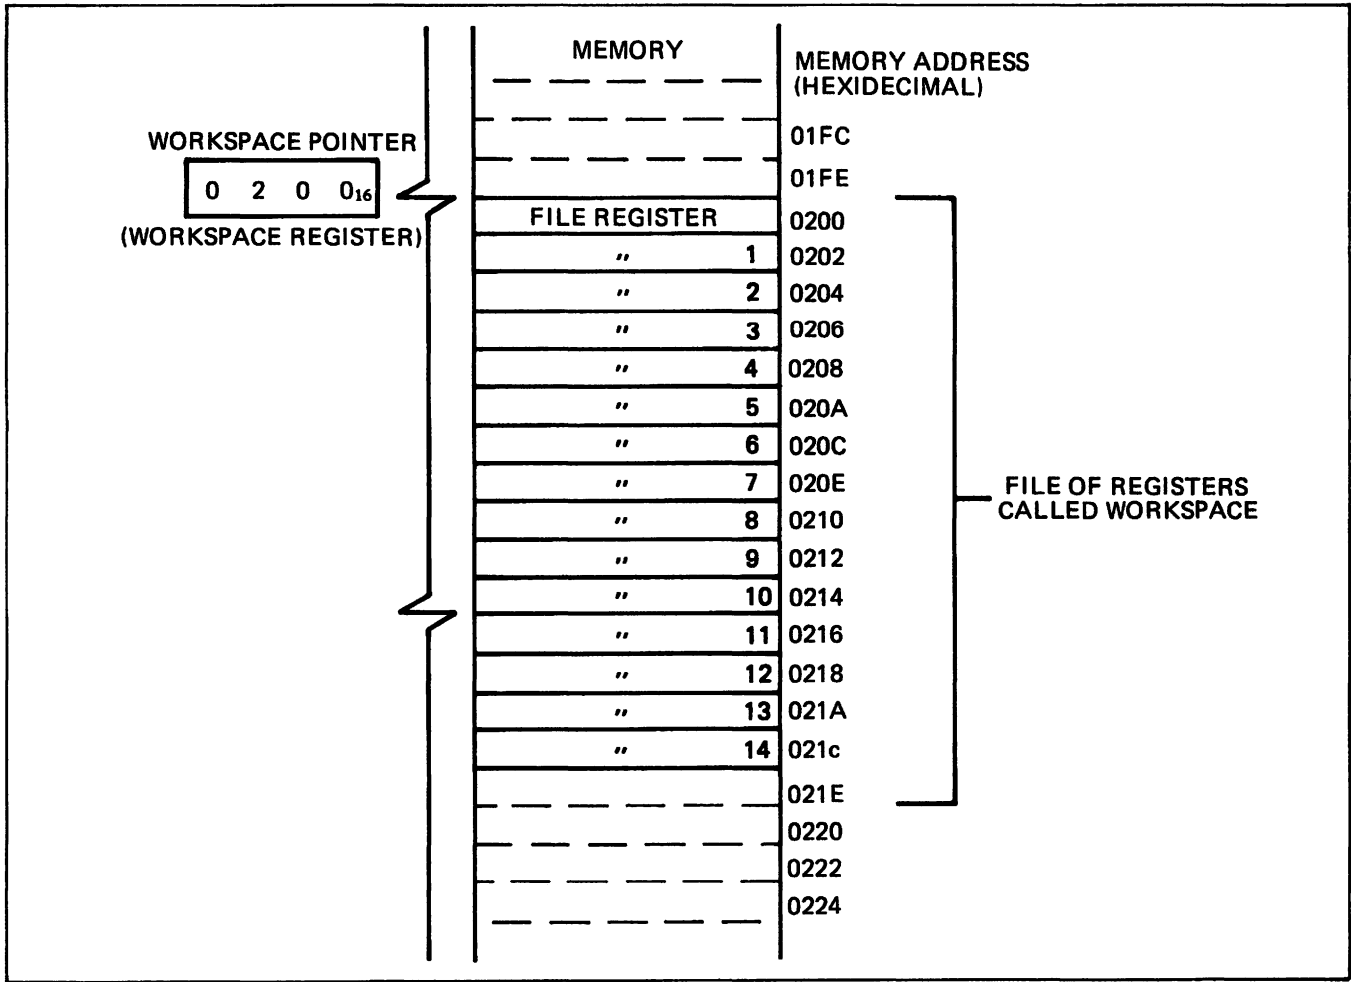 MEMORY
MEMORY ADDRESS
(HEXIDECIMAL)
01FC
WORKSPACE POINTER
01FE
0 2 0 0₁₆
(WORKSPACE REGISTER)
FILE REGISTER 0200
" 1 0202
" 2 0204
" 3 0206
" 4 0208
" 5 020A
" 6 020C
" 7 020E
FILE OF REGISTERS
CALLED WORKSPACE
" 8 0210
" 9 0212
" 10 0214
" 11 0216
" 12 0218
" 13 021A
" 14 021c
021E
0220
0222
0224